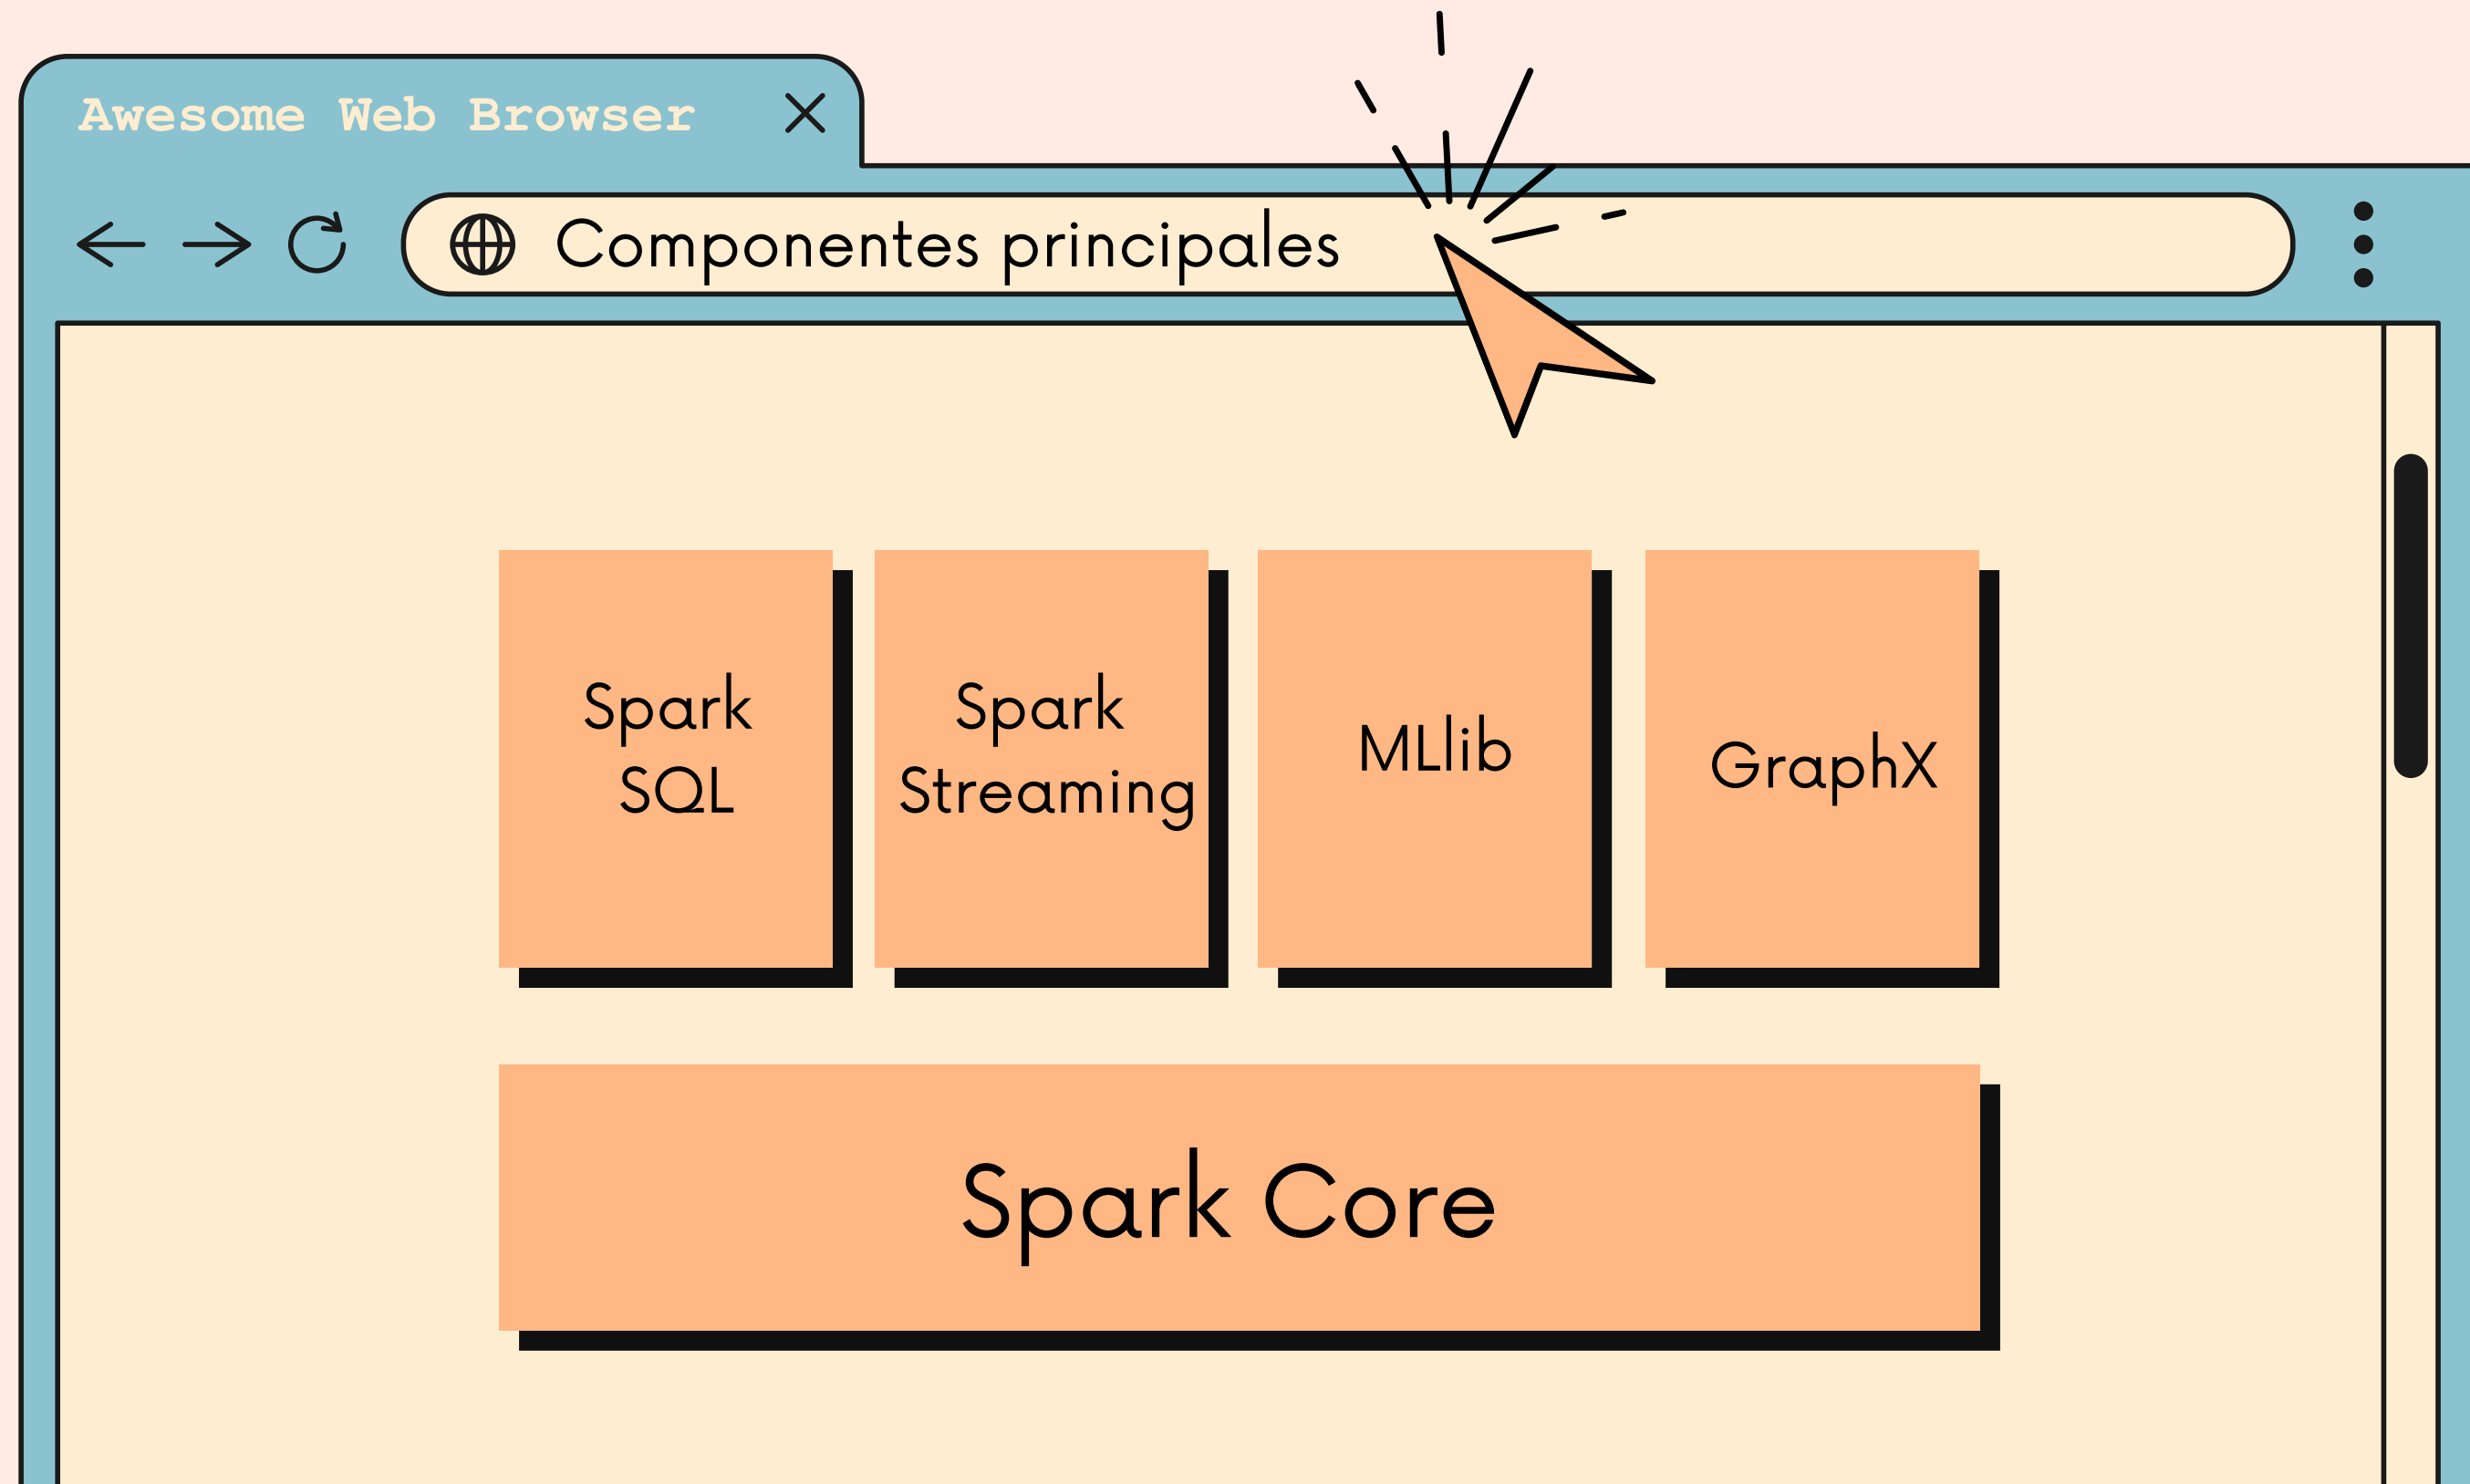 Awesome Web Browser
Componentes principales
Spark
SQL
Spark
Streaming
MLlib
GraphX
Spark Core